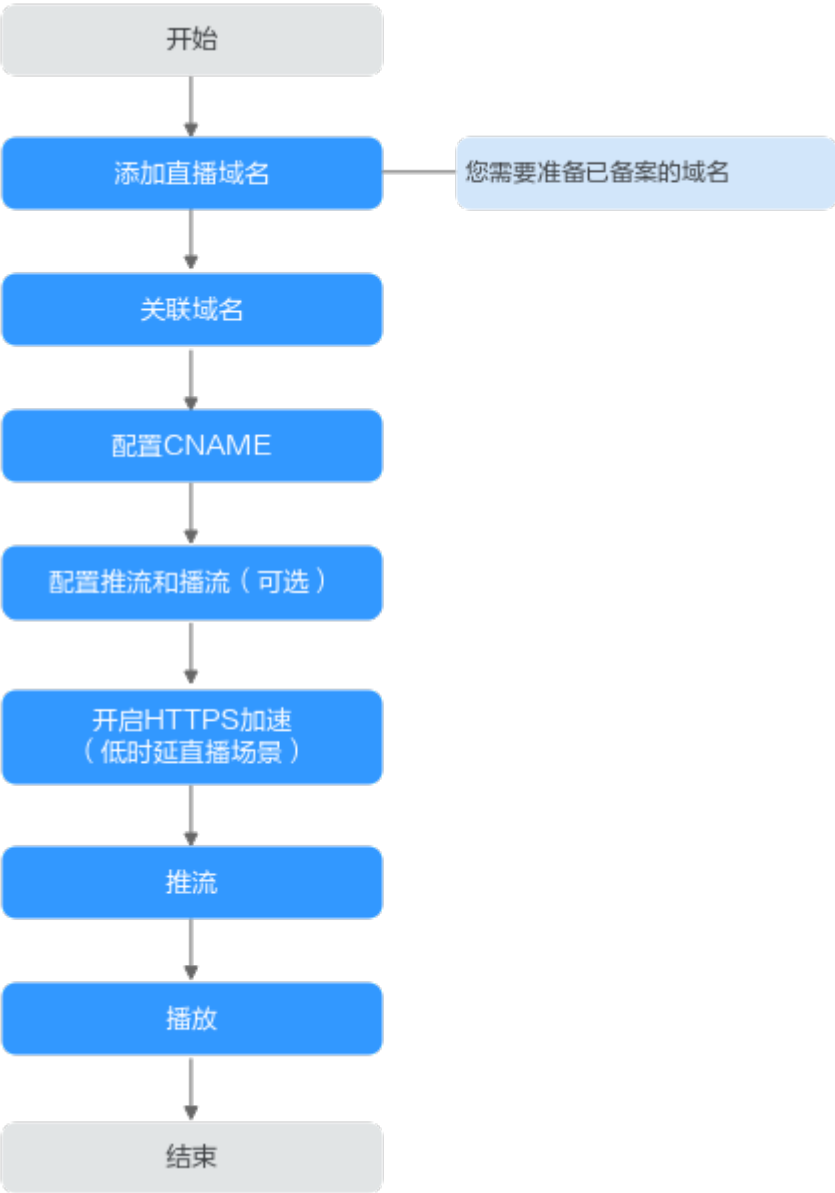 开始
添加直播域名
您需要准备已备案的域名
关联域名
配置CNAME
配置推流和播流（可选）
开启HTTPS加速
（低时延直播场景）
推流
播放
结束